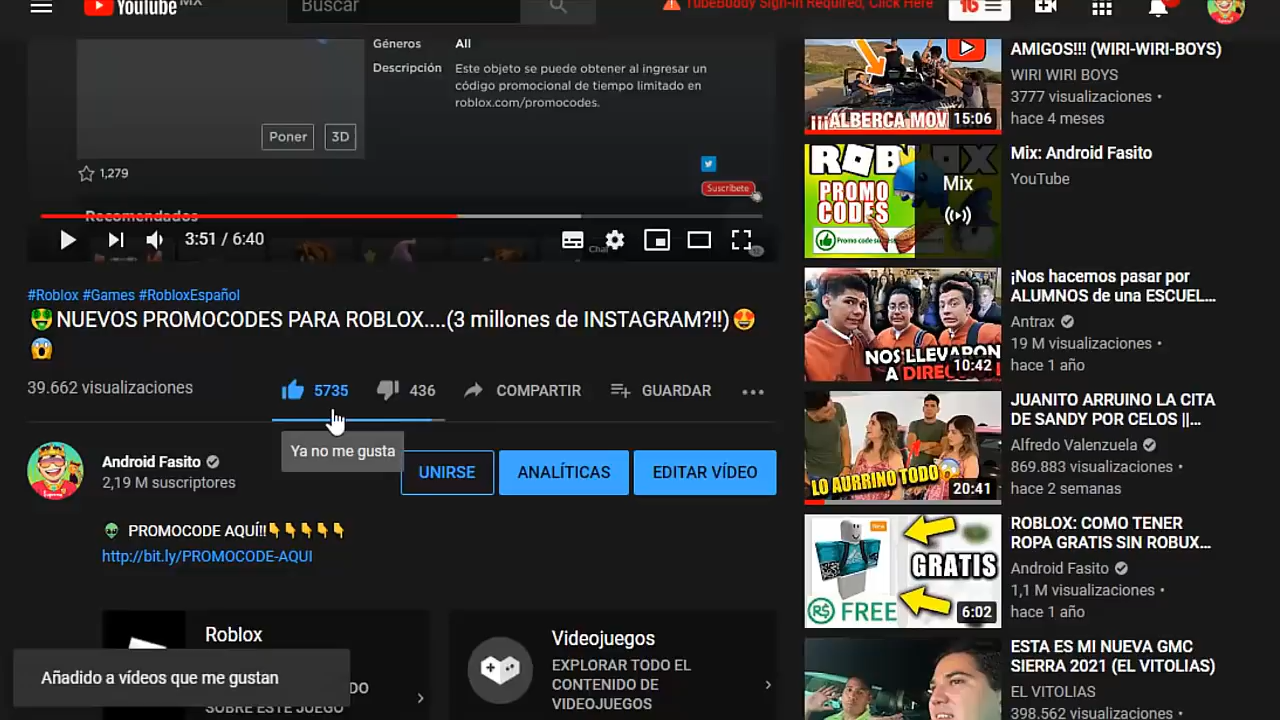 YouTube MX
Buscar
TubeBuddy Sign-in Required, Click Here
Géneros All
Descripción Este objeto se puede obtener al ingresar un
código promocional de tiempo limitado en
roblox.com/promocodes.
Poner 3D
1,279
Suscríbete
Recomendados
3:51 / 6:40
Chat
#Roblox #Games #RobloxEspañol
🤑NUEVOS PROMOCODES PARA ROBLOX....(3 millones de INSTAGRAM?!!)😍
😱
39.662 visualizaciones
5735 436 COMPARTIR GUARDAR
Ya no me gusta
Android Fasito
2,19 M suscriptores
UNIRSE ANALÍTICAS EDITAR VÍDEO
👽 PROMOCODE AQUÍ!!👇👇👇👇👇
http://bit.ly/PROMOCODE-AQUI
Roblox
SOBRE ESTE JUEGO
Videojuegos
EXPLORAR TODO EL
CONTENIDO DE
VIDEOJUEGOS
Añadido a vídeos que me gustan
¡¡¡ALBERCA MOV
15:06
AMIGOS!!! (WIRI-WIRI-BOYS)
WIRI WIRI BOYS
3777 visualizaciones •
hace 4 meses
PROMO
CODES
Mix
Mix: Android Fasito
YouTube
NOS LLEVARON
A DIREC
10:42
¡Nos hacemos pasar por
ALUMNOS de una ESCUEL...
Antrax
19 M visualizaciones •
hace 1 año
LO AURRINO TODO
20:41
JUANITO ARRUINO LA CITA
DE SANDY POR CELOS ||...
Alfredo Valenzuela
869.883 visualizaciones •
hace 2 semanas
New
GRATIS
R$ FREE
6:02
ROBLOX: COMO TENER
ROPA GRATIS SIN ROBUX...
Android Fasito
1,1 M visualizaciones •
hace 1 año
ESTA ES MI NUEVA GMC
SIERRA 2021 (EL VITOLIAS)
EL VITOLIAS
398.562 visualizaciones •